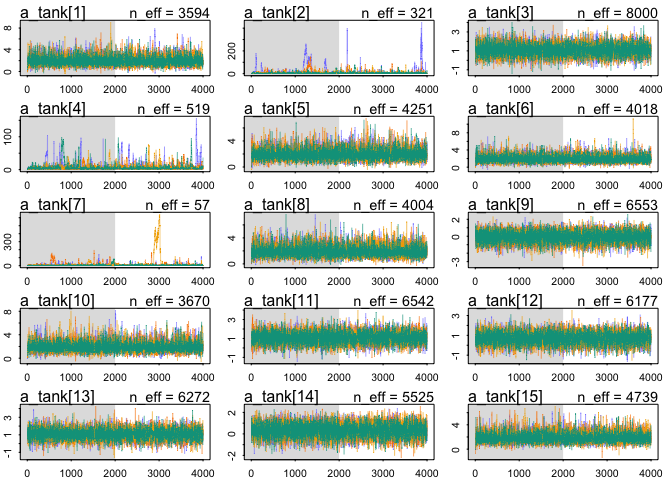 a_tank[1] n_eff = 3594
a_tank[2] n_eff = 321
a_tank[3] n_eff = 8000
0 4 8
0 200
-1 1 3
0 1000 2000 3000 4000
0 1000 2000 3000 4000
0 1000 2000 3000 4000
a_tank[4] n_eff = 519
a_tank[5] n_eff = 4251
a_tank[6] n_eff = 4018
0 100
0 4
0 4 8
0 1000 2000 3000 4000
0 1000 2000 3000 4000
0 1000 2000 3000 4000
a_tank[7] n_eff = 57
a_tank[8] n_eff = 4004
a_tank[9] n_eff = 6553
0 300
0 4
-3 0 2
0 1000 2000 3000 4000
0 1000 2000 3000 4000
0 1000 2000 3000 4000
a_tank[10] n_eff = 3670
a_tank[11] n_eff = 6542
a_tank[12] n_eff = 6177
0 4 8
-1 1 3
-1 1 3
0 1000 2000 3000 4000
0 1000 2000 3000 4000
0 1000 2000 3000 4000
a_tank[13] n_eff = 6272
a_tank[14] n_eff = 5525
a_tank[15] n_eff = 4739
-1 1 3
-2 0 2
0 4
0 1000 2000 3000 4000
0 1000 2000 3000 4000
0 1000 2000 3000 4000